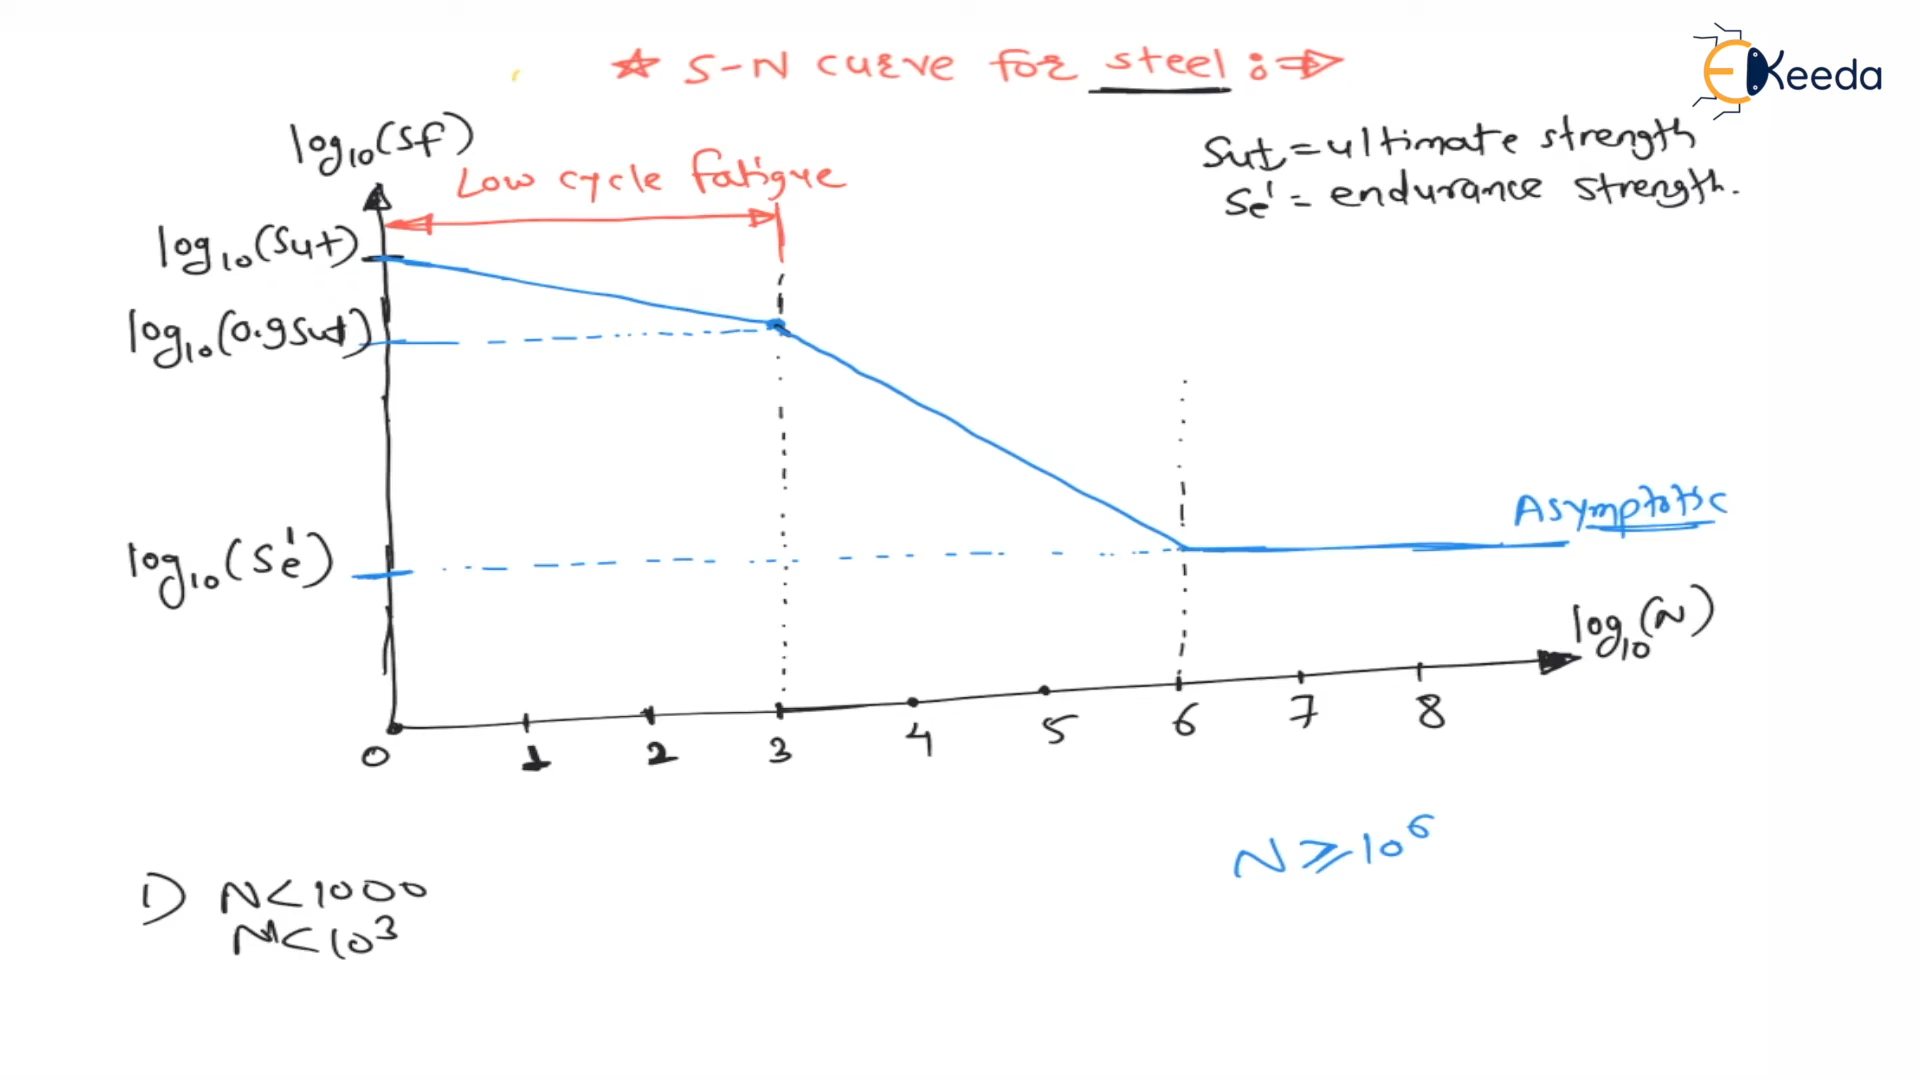 ★ S-N curve for steel :⇒
EKeeda
log10(Sf)
Sut = ultimate strength
Se' = endurance strength.
Low cycle fatigue
log10(Sut)
log10(0.9Sut)
Asymptotic
log10(Se')
log10(N)
0 1 2 3 4 5 6 7 8
N ≥ 10^6
1) N<1000
N<10^3